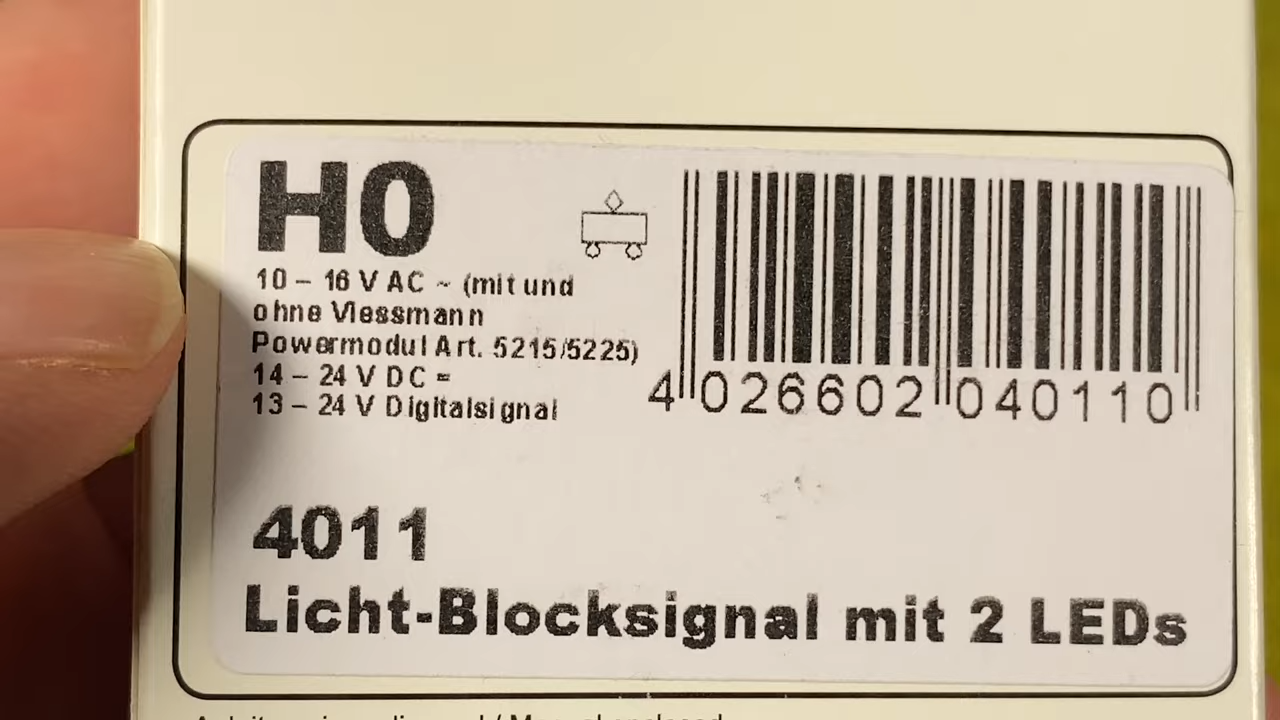 H0
10 – 16 V AC ~ (mit und
ohne Viessmann
Powermodul Art. 5215/5225)
14 – 24 V DC =
13 – 24 V Digitalsignal
4 026602 040110
4011
Licht-Blocksignal mit 2 LEDs